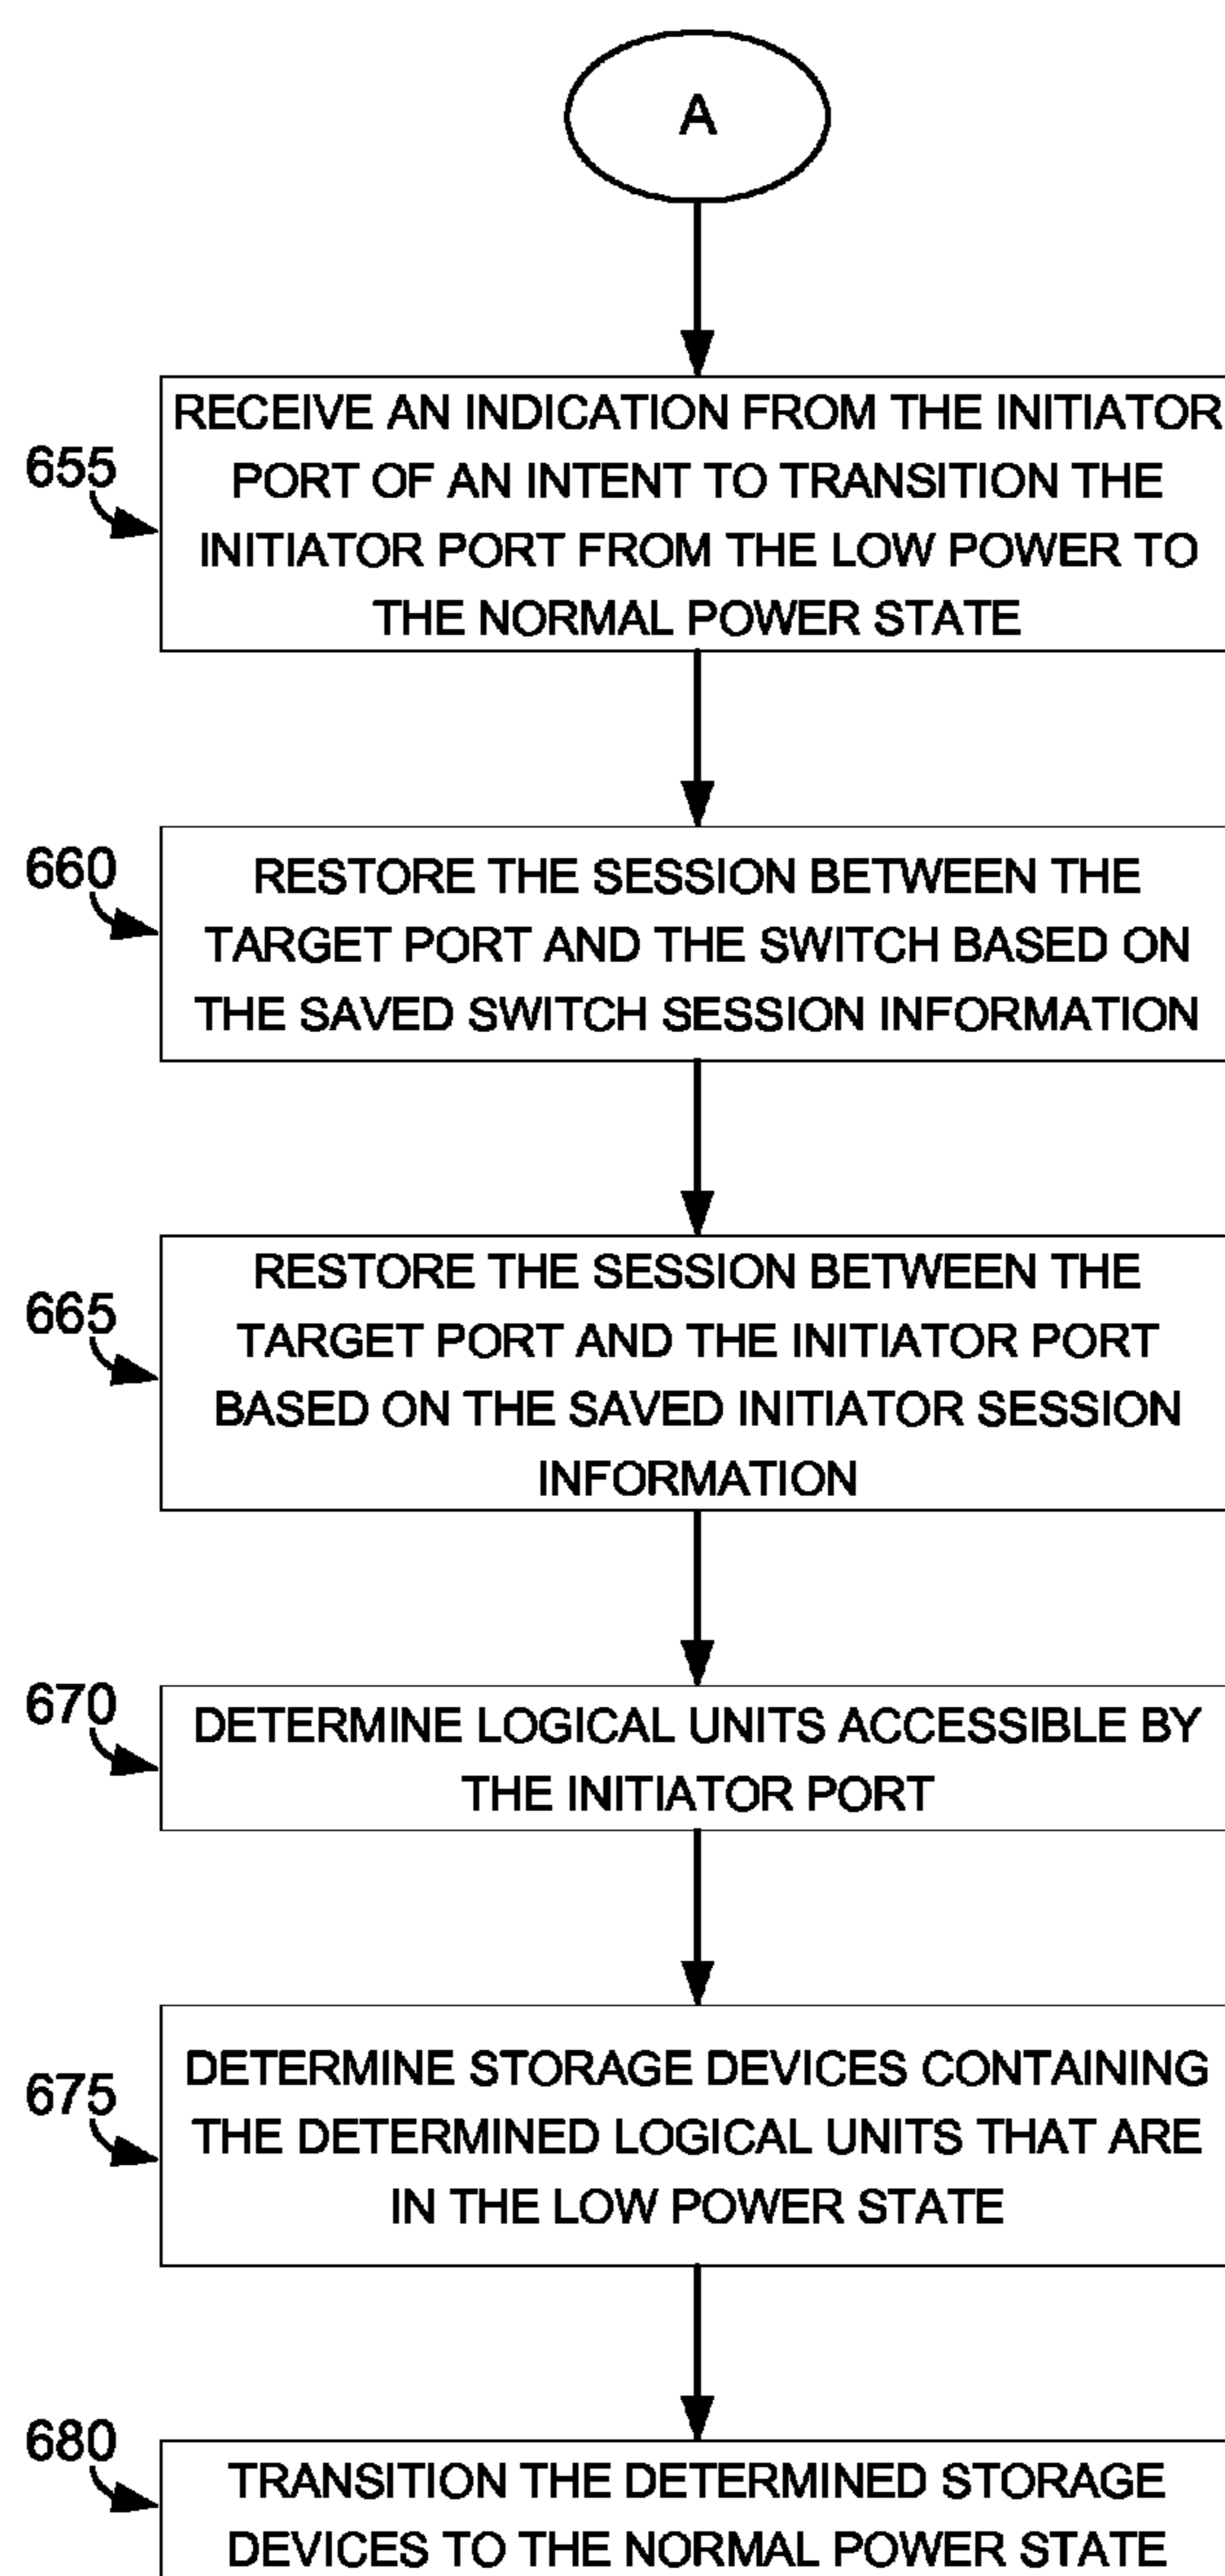 A
655
RECEIVE AN INDICATION FROM THE INITIATOR
PORT OF AN INTENT TO TRANSITION THE
INITIATOR PORT FROM THE LOW POWER TO
THE NORMAL POWER STATE
660
RESTORE THE SESSION BETWEEN THE
TARGET PORT AND THE SWITCH BASED ON
THE SAVED SWITCH SESSION INFORMATION
665
RESTORE THE SESSION BETWEEN THE
TARGET PORT AND THE INITIATOR PORT
BASED ON THE SAVED INITIATOR SESSION
INFORMATION
670
DETERMINE LOGICAL UNITS ACCESSIBLE BY
THE INITIATOR PORT
675
DETERMINE STORAGE DEVICES CONTAINING
THE DETERMINED LOGICAL UNITS THAT ARE
IN THE LOW POWER STATE
680
TRANSITION THE DETERMINED STORAGE
DEVICES TO THE NORMAL POWER STATE